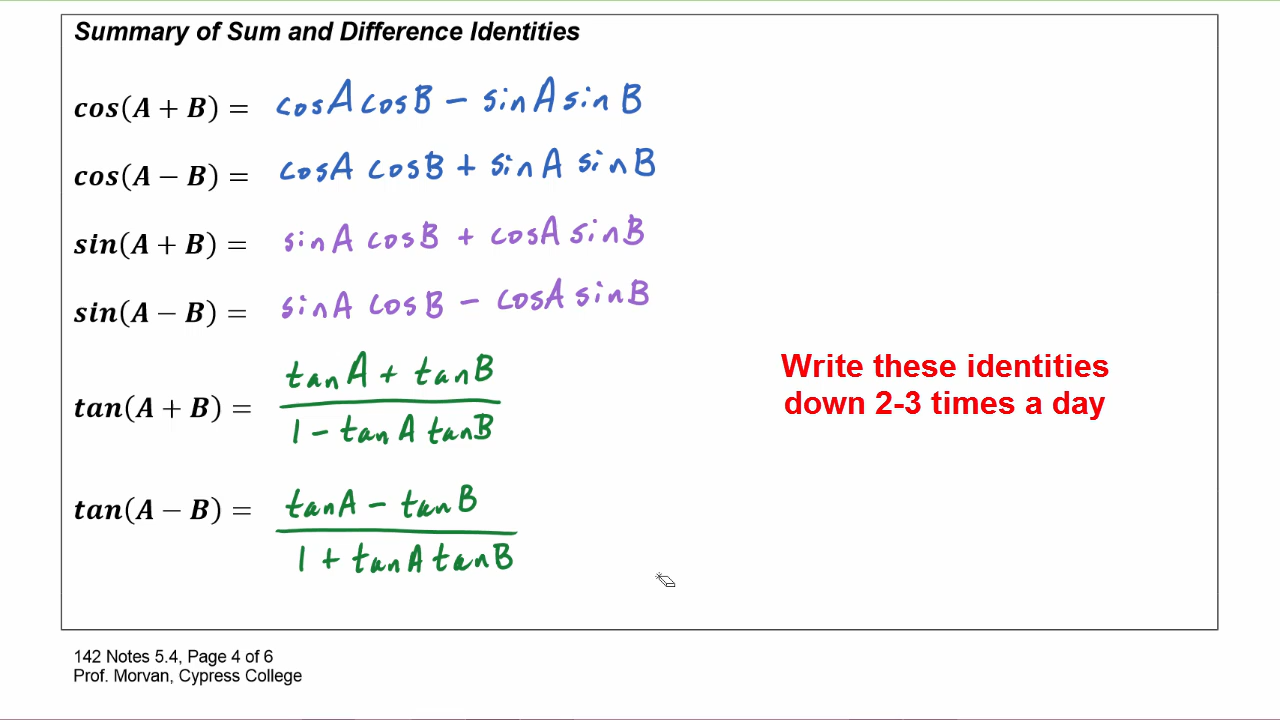 Summary of Sum and Difference Identities
cos(A + B) = cosA cosB − sinA sinB
cos(A − B) = cosA cosB + sinA sinB
sin(A + B) = sinA cosB + cosA sinB
sin(A − B) = sinA cosB − cosA sinB
tanA + tanB
tan(A + B) =
1 − tanA tanB
tanA − tanB
tan(A − B) =
1 + tanA tanB
Write these identities
down 2-3 times a day
142 Notes 5.4, Page 4 of 6
Prof. Morvan, Cypress College